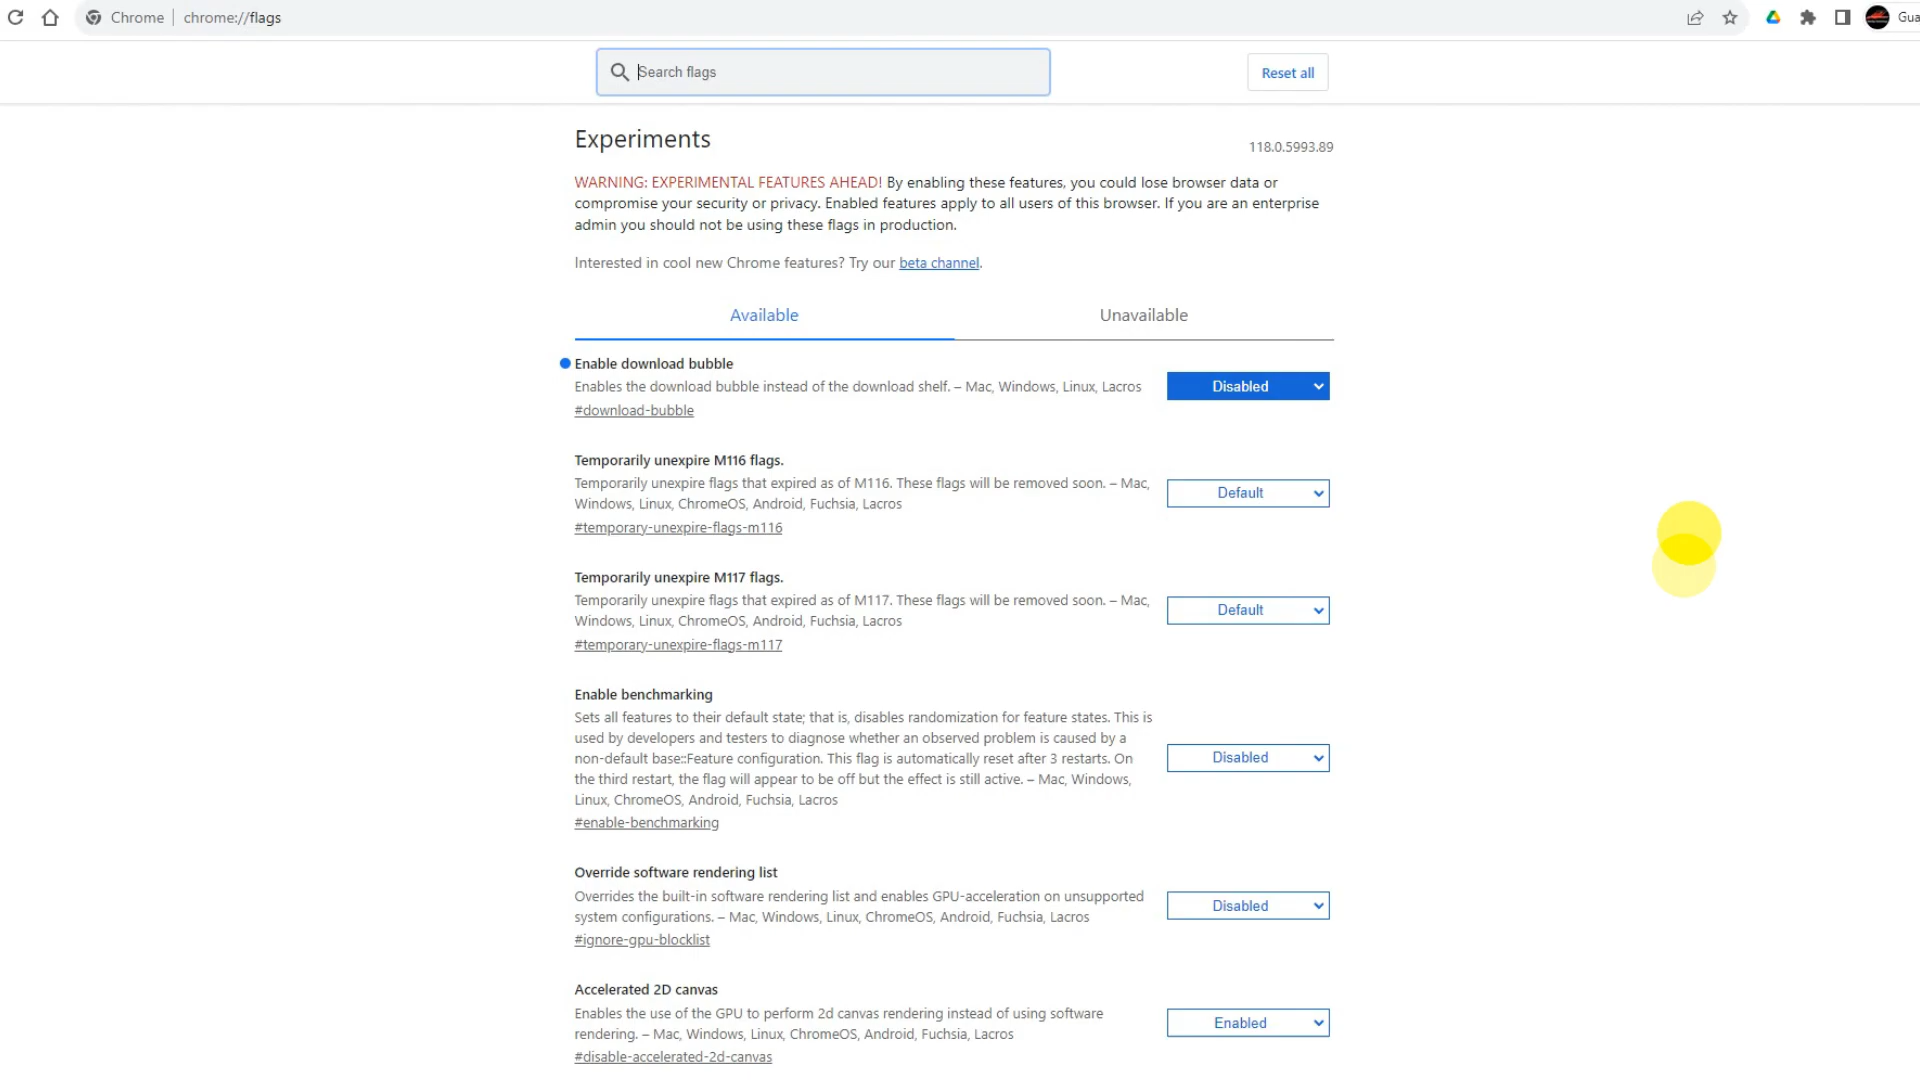 Chrome chrome://flags Gua
Search flags
Reset all
Experiments
118.0.5993.89
WARNING: EXPERIMENTAL FEATURES AHEAD! By enabling these features, you could lose browser data or
compromise your security or privacy. Enabled features apply to all users of this browser. If you are an enterprise
admin you should not be using these flags in production.
Interested in cool new Chrome features? Try our beta channel.
Available Unavailable
Enable download bubble
Enables the download bubble instead of the download shelf. – Mac, Windows, Linux, Lacros
#download-bubble
Disabled
Temporarily unexpire M116 flags.
Temporarily unexpire flags that expired as of M116. These flags will be removed soon. – Mac,
Windows, Linux, ChromeOS, Android, Fuchsia, Lacros
#temporary-unexpire-flags-m116
Default
Temporarily unexpire M117 flags.
Temporarily unexpire flags that expired as of M117. These flags will be removed soon. – Mac,
Windows, Linux, ChromeOS, Android, Fuchsia, Lacros
#temporary-unexpire-flags-m117
Default
Enable benchmarking
Sets all features to their default state; that is, disables randomization for feature states. This is
used by developers and testers to diagnose whether an observed problem is caused by a
non-default base::Feature configuration. This flag is automatically reset after 3 restarts. On
the third restart, the flag will appear to be off but the effect is still active. – Mac, Windows,
Linux, ChromeOS, Android, Fuchsia, Lacros
#enable-benchmarking
Disabled
Override software rendering list
Overrides the built-in software rendering list and enables GPU-acceleration on unsupported
system configurations. – Mac, Windows, Linux, ChromeOS, Android, Fuchsia, Lacros
#ignore-gpu-blocklist
Disabled
Accelerated 2D canvas
Enables the use of the GPU to perform 2d canvas rendering instead of using software
rendering. – Mac, Windows, Linux, ChromeOS, Android, Fuchsia, Lacros
#disable-accelerated-2d-canvas
Enabled